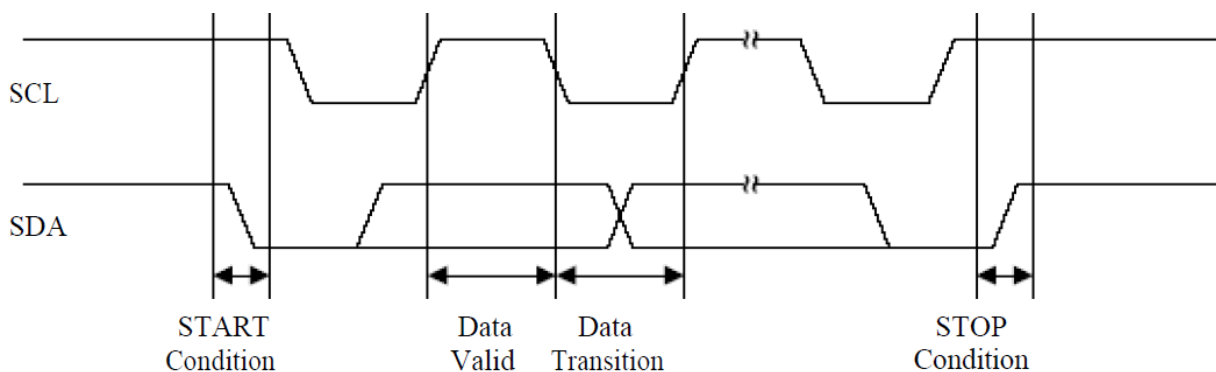 SCL
SDA
START
Condition
Data
Valid
Data
Transition
STOP
Condition